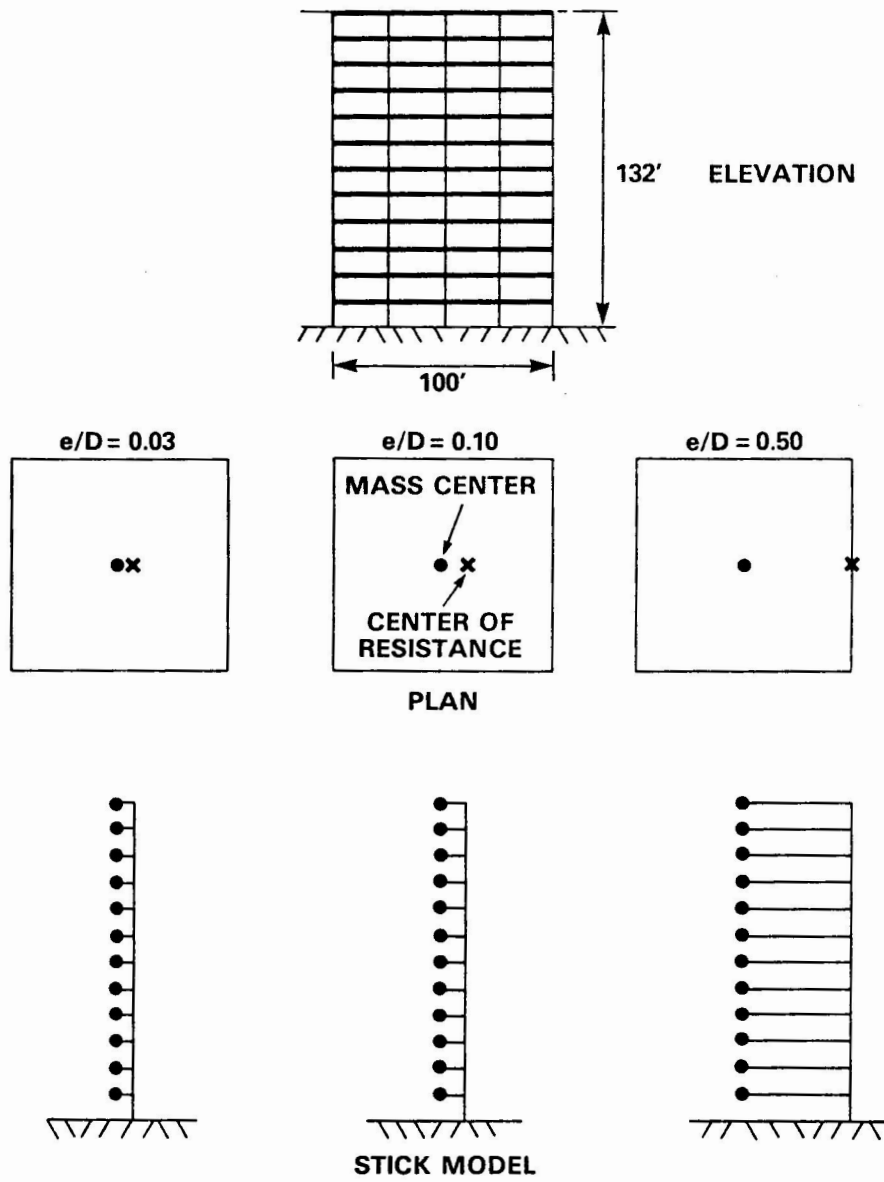 132' ELEVATION
100'
e/D = 0.03
e/D = 0.10
e/D = 0.50
MASS CENTER
CENTER OF
RESISTANCE
PLAN
STICK MODEL